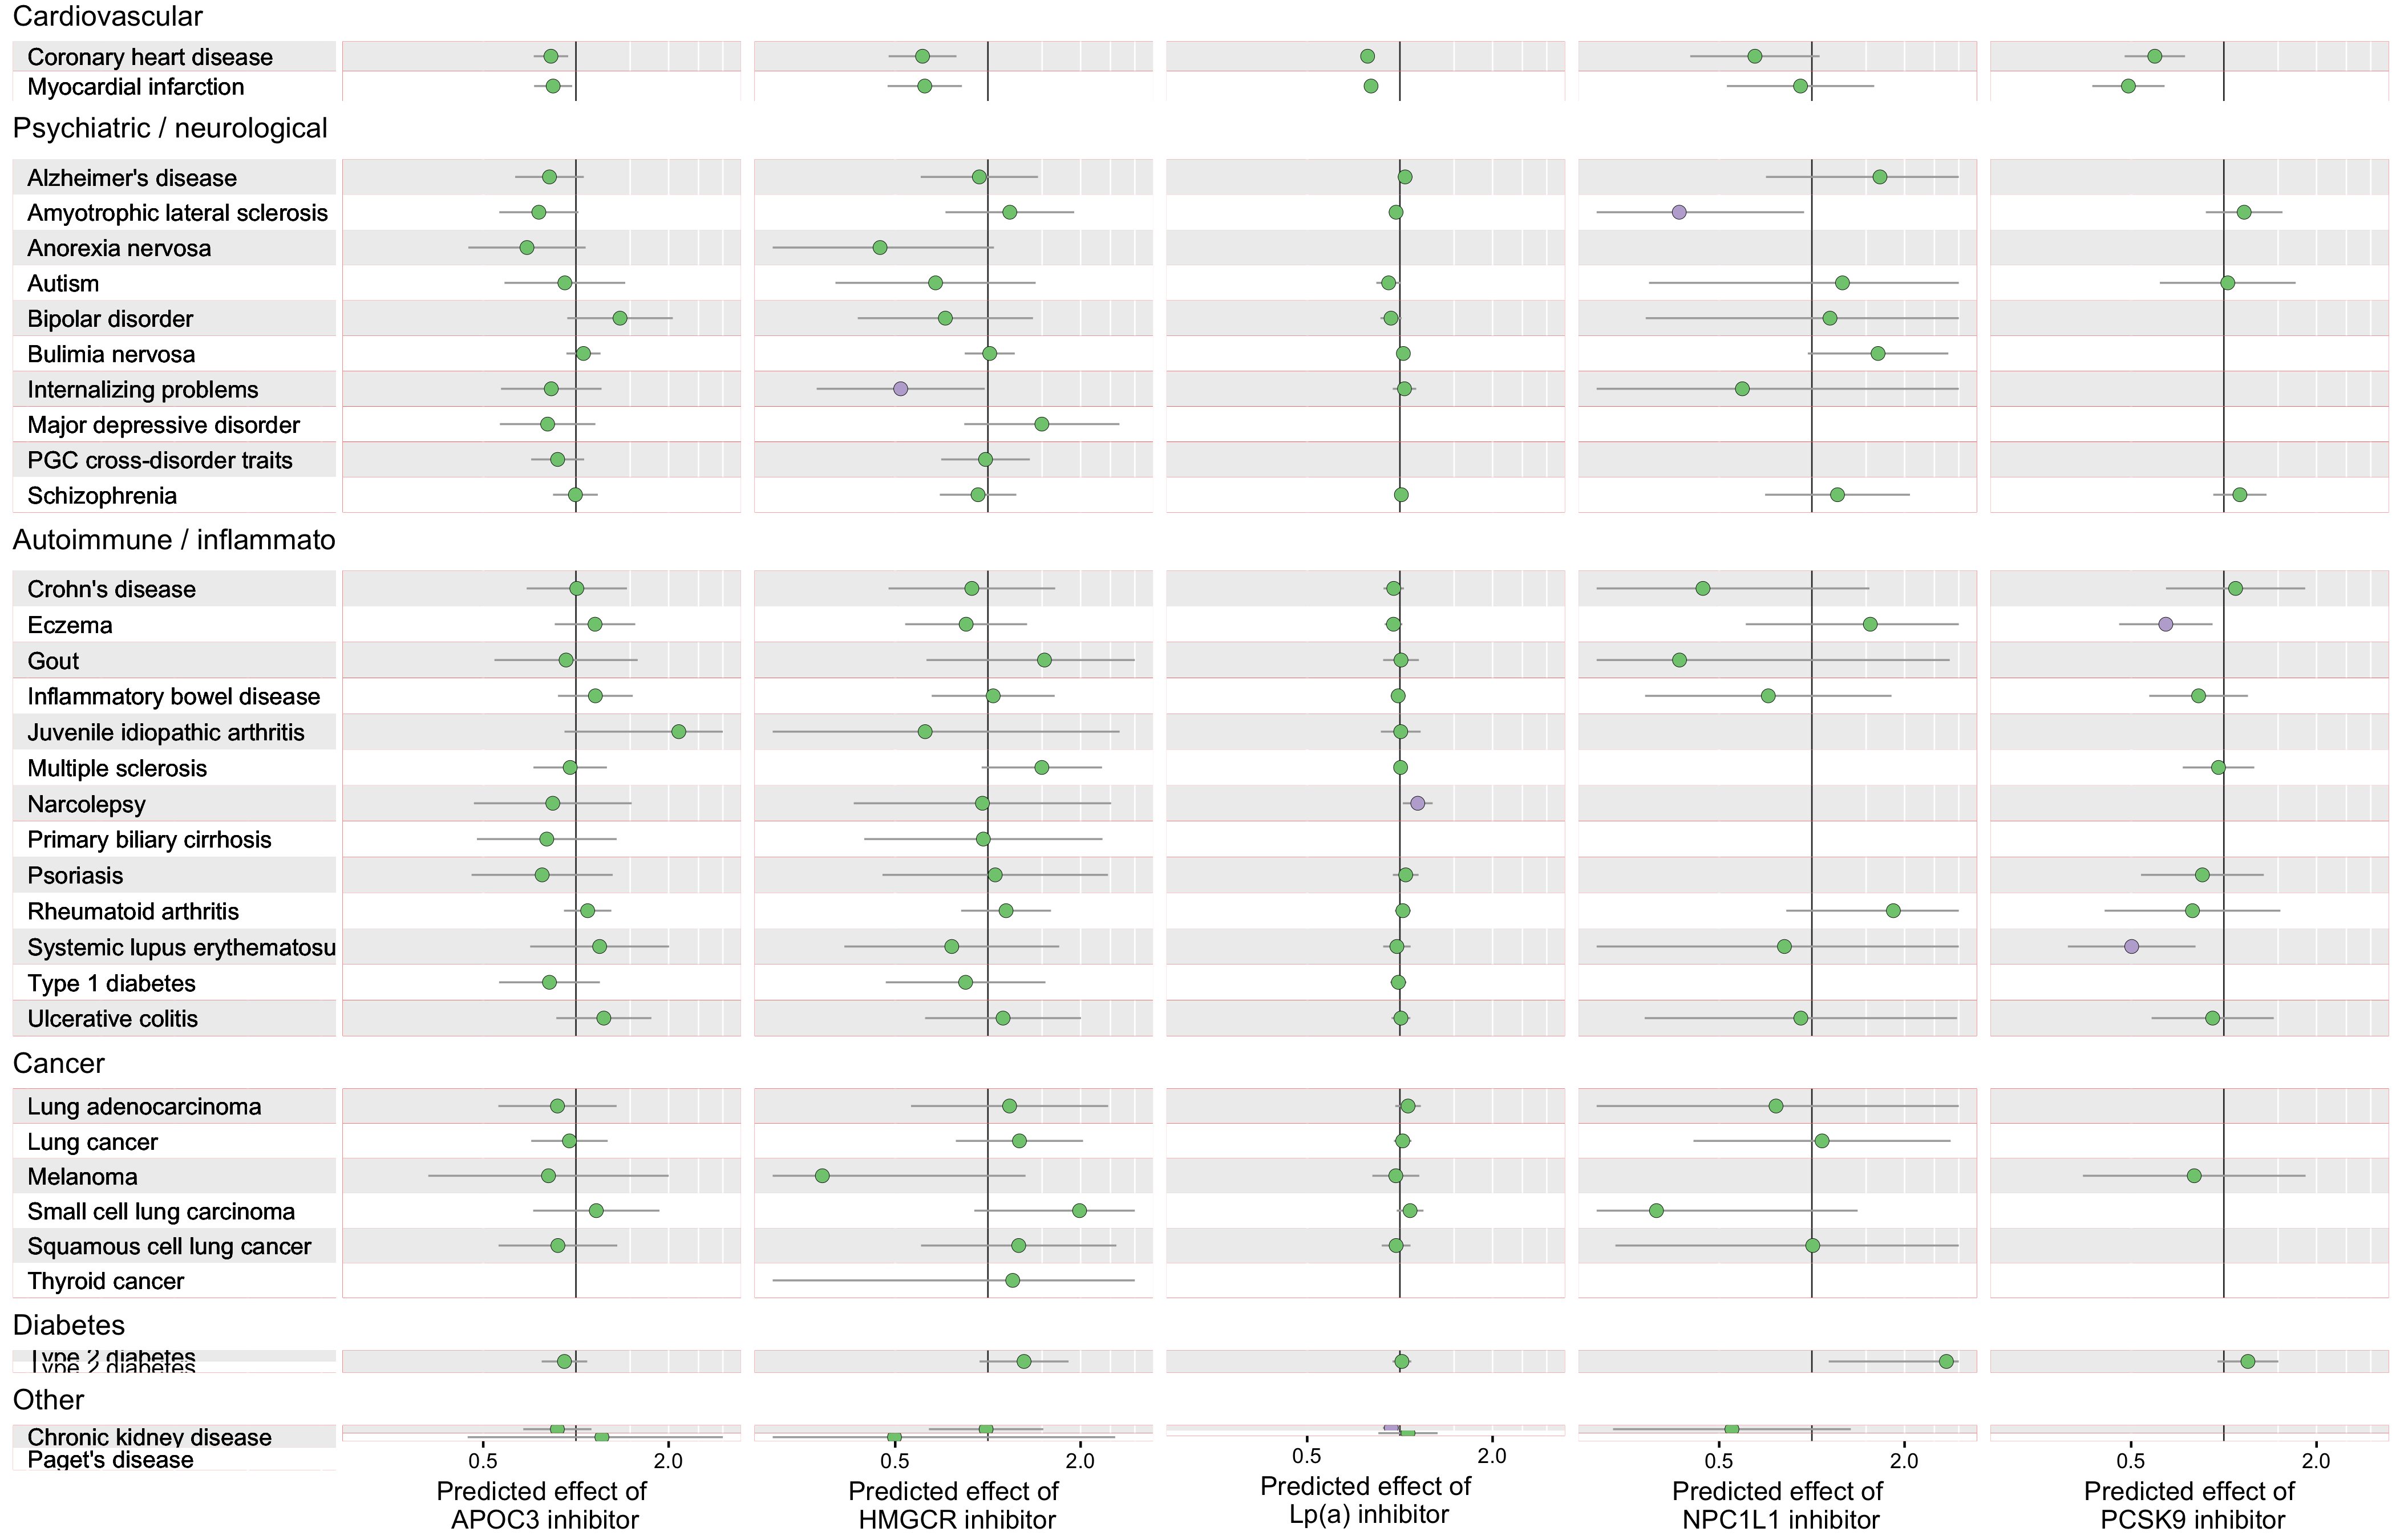 Cardiovascular
Coronary heart disease
Myocardial infarction
Psychiatric / neurological
Alzheimer's disease
Amyotrophic lateral sclerosis
Anorexia nervosa
Autism
Bipolar disorder
Bulimia nervosa
Internalizing problems
Major depressive disorder
PGC cross-disorder traits
Schizophrenia
Autoimmune / inflammato
Crohn's disease
Eczema
Gout
Inflammatory bowel disease
Juvenile idiopathic arthritis
Multiple sclerosis
Narcolepsy
Primary biliary cirrhosis
Psoriasis
Rheumatoid arthritis
Systemic lupus erythematosu
Type 1 diabetes
Ulcerative colitis
Cancer
Lung adenocarcinoma
Lung cancer
Melanoma
Small cell lung carcinoma
Squamous cell lung cancer
Thyroid cancer
Diabetes
Type 2 diabetes
Type 2 diabetes
Other
Chronic kidney disease
Paget's disease
0.5 2.0 0.5 2.0 0.5 2.0 0.5 2.0 0.5 2.0
Predicted effect of
APOC3 inhibitor
Predicted effect of
HMGCR inhibitor
Predicted effect of
Lp(a) inhibitor
Predicted effect of
NPC1L1 inhibitor
Predicted effect of
PCSK9 inhibitor